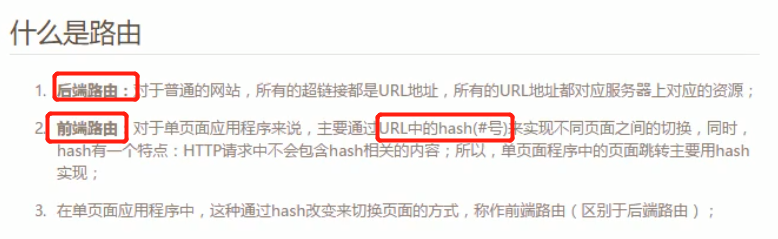 什么是路由
1. 后端路由：对于普通的网站，所有的超链接都是URL地址，所有的URL地址都对应服务器上对应的资源；
2. 前端路由：对于单页面应用程序来说，主要通过URL中的hash(#号)来实现不同页面之间的切换，同时，
hash有一个特点：HTTP请求中不会包含hash相关的内容；所以，单页面程序中的页面跳转主要用hash
实现；
3. 在单页面应用程序中，这种通过hash改变来切换页面的方式，称作前端路由（区别于后端路由）；